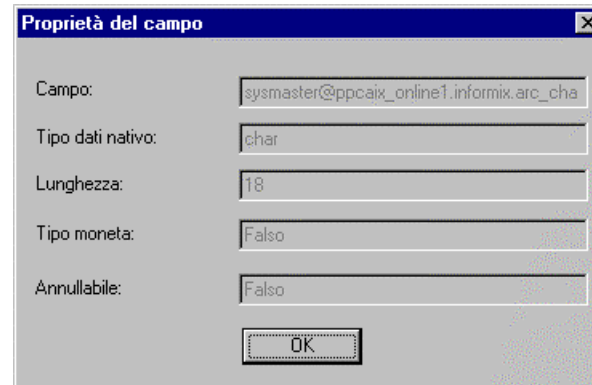 Proprietà del campo
Campo: sysmaster@ppcaix_online1.informix.arc_cha
Tipo dati nativo: char
Lunghezza: 18
Tipo moneta: Falso
Annullabile: Falso
OK